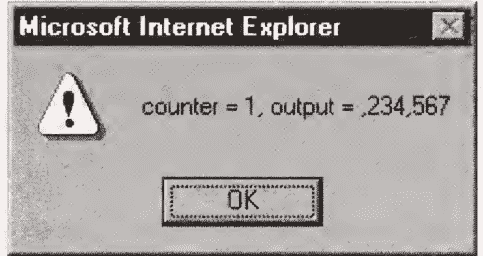 Microsoft Internet Explorer
counter = 1, output = ,234,567
OK